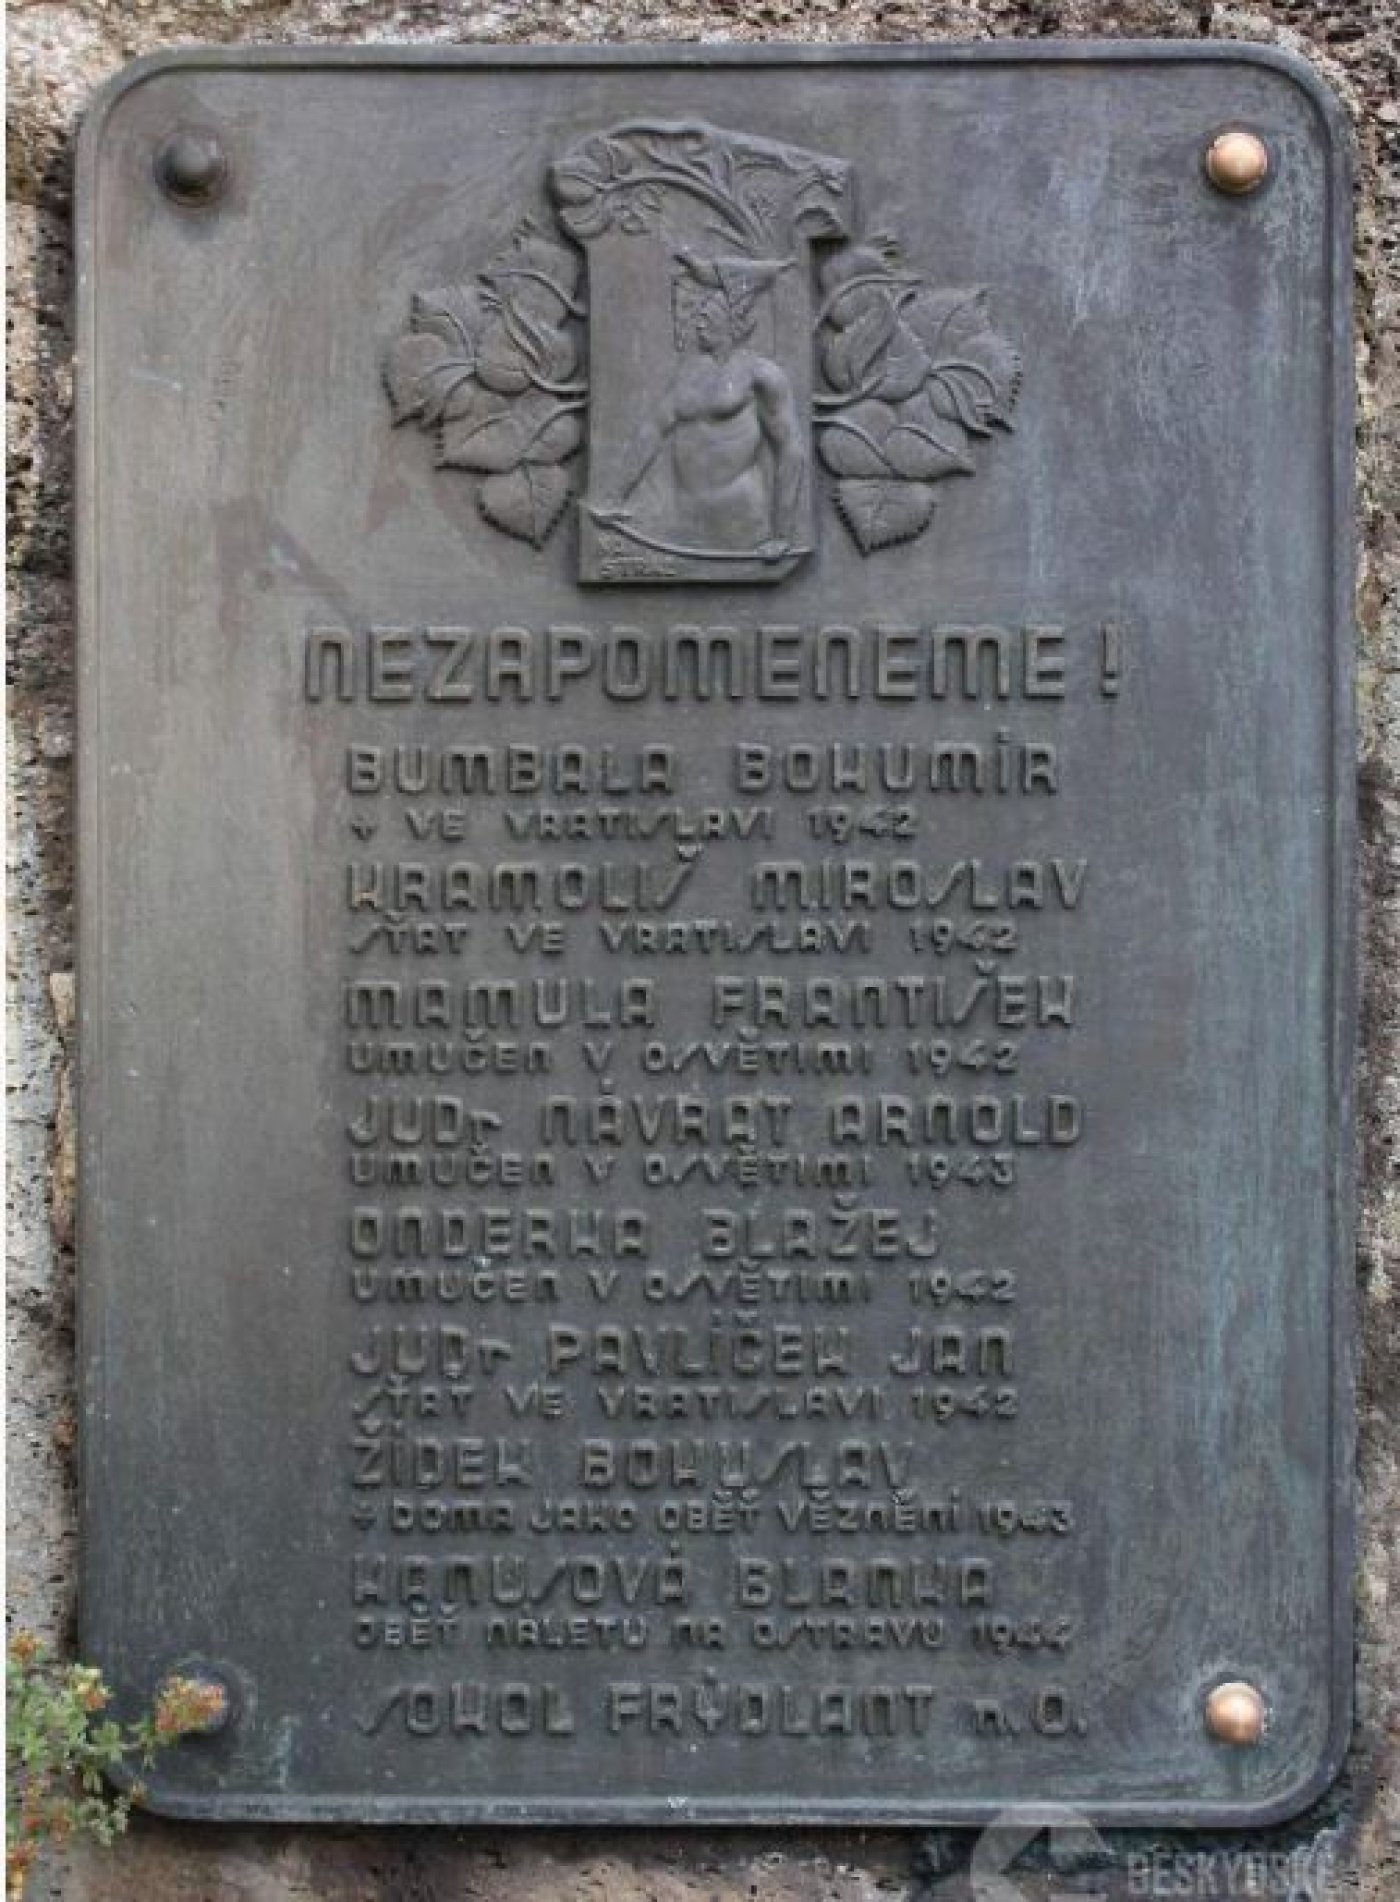 NEZAPOMENEME!
BUMBALA BOHUMÍR
+ VE VRATISLAVI 1942
KRAMOLIŠ MIROSLAV
SŤAT VE VRATISLAVI 1942
MAMULA FRANTIŠEK
UMUČEN V OSVĚTIMI 1942
JUDr NÁVRAT ARNOLD
UMUČEN V OSVĚTIMI 1943
ONDERKA BLAŽEJ
UMUČEN V OSVĚTIMI 1942
JUDr PAVLÍČEK JAN
SŤAT VE VRATISLAVI 1942
ŽÍDEK BOHUSLAV
+ DOMA JAKO OBĚŤ VĚZNĚNÍ 1943
HANUSOVÁ BLANKA
OBĚŤ NÁLETU NA OSTRAVU 1944
SOKOL FRÝDLANT n. O.